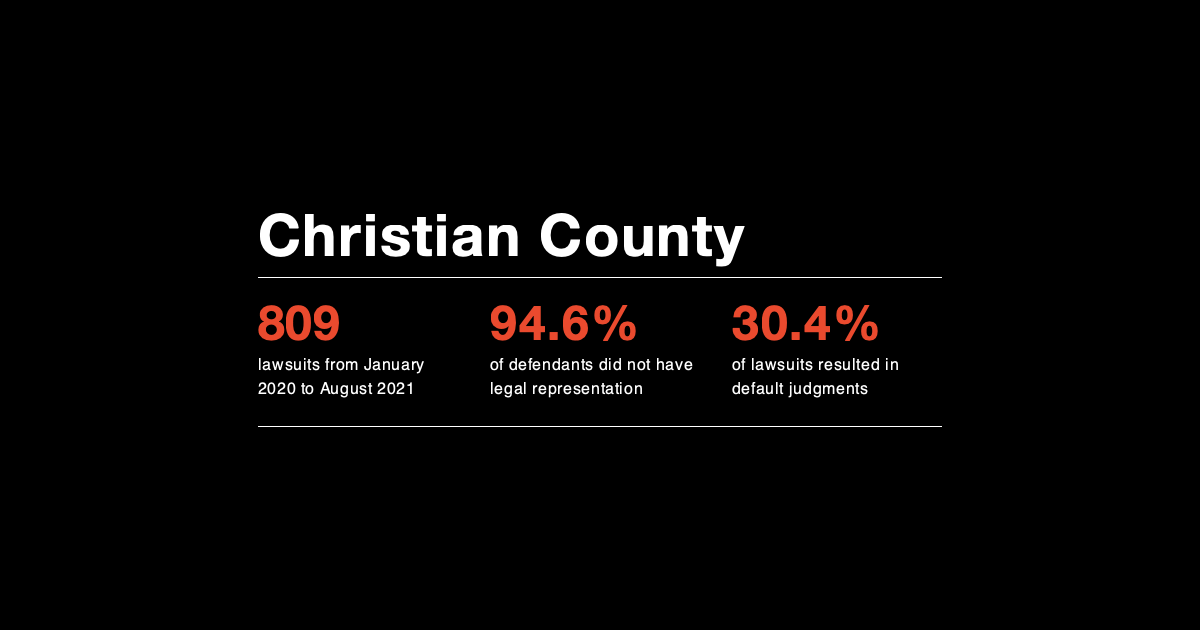 Christian County
809
lawsuits from January
2020 to August 2021
94.6%
of defendants did not have
legal representation
30.4%
of lawsuits resulted in
default judgments